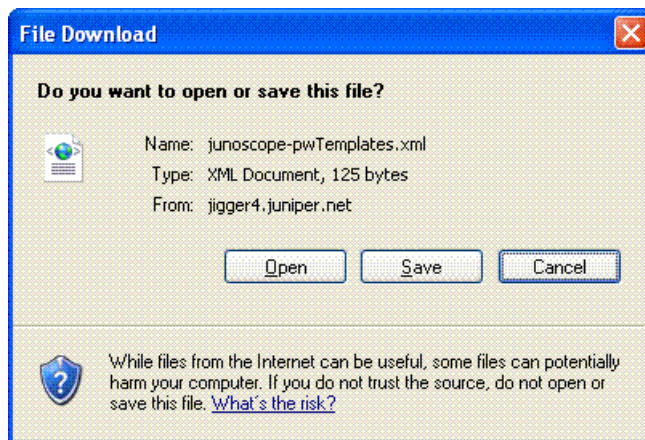 File Download
Do you want to open or save this file?
Name: junoscope-pwTemplates.xml
Type: XML Document, 125 bytes
From: jigger4.juniper.net
Open Save Cancel
While files from the Internet can be useful, some files can potentially
harm your computer. If you do not trust the source, do not open or
save this file. What's the risk?